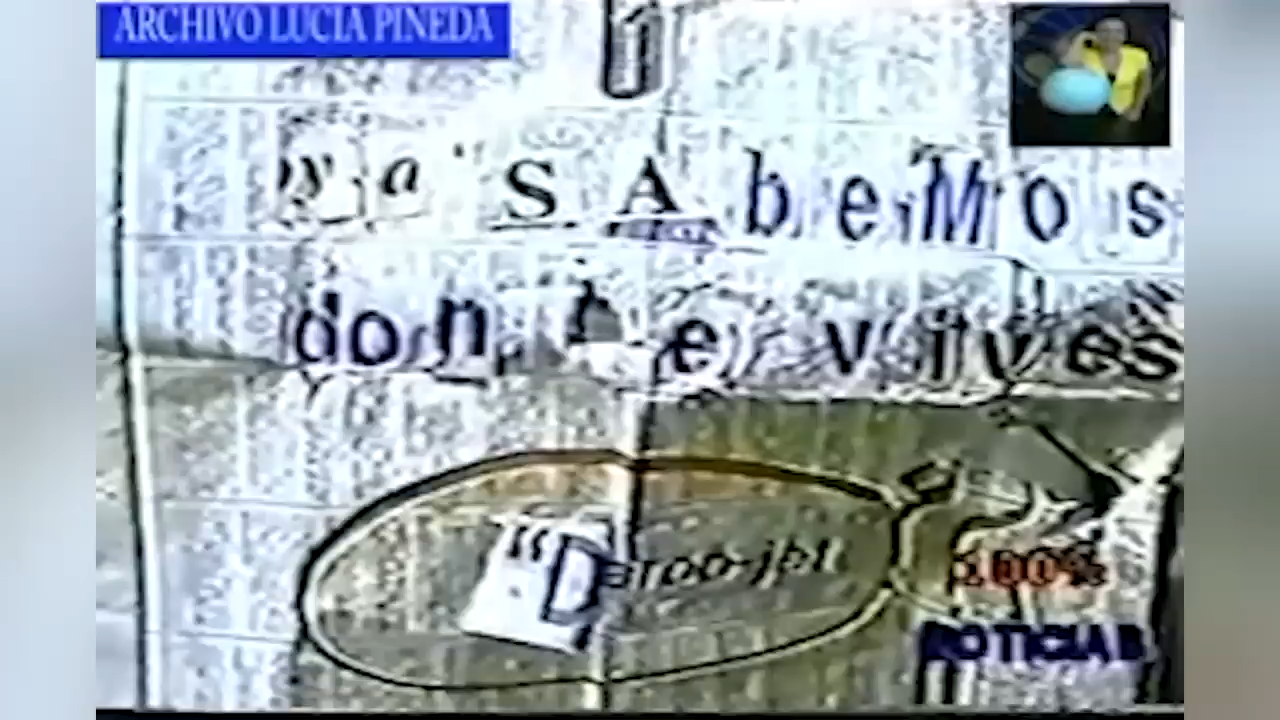 ARCHIVO LUCIA PINEDA
ya SAbeMos
donde vives
100%
NOTICIAS